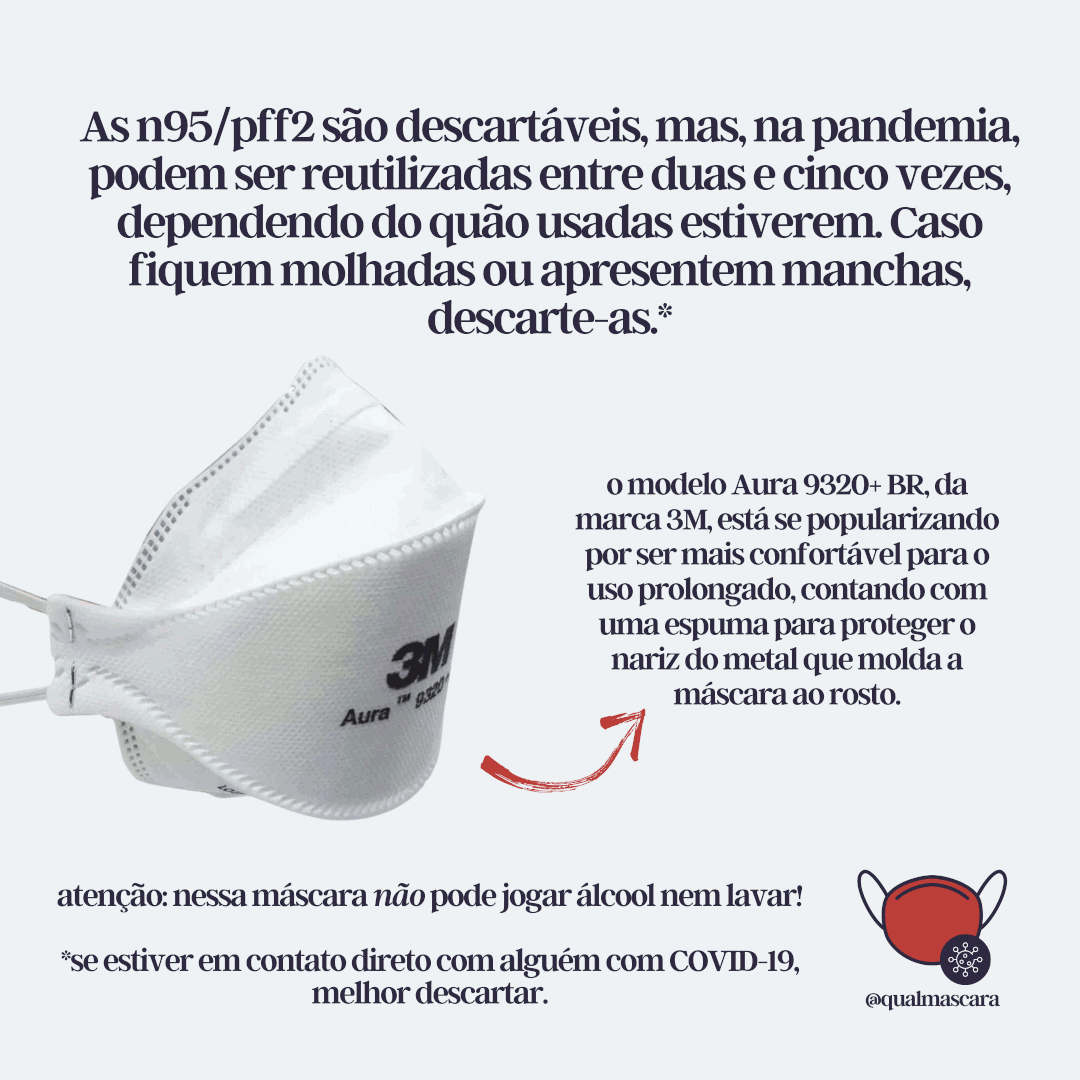 As n95/pff2 são descartáveis, mas, na pandemia,
podem ser reutilizadas entre duas e cinco vezes,
dependendo do quão usadas estiverem. Caso
fiquem molhadas ou apresentem manchas,
descarte-as.*
o modelo Aura 9320+ BR, da
marca 3M, está se popularizando
por ser mais confortável para o
uso prolongado, contando com
uma espuma para proteger o
nariz do metal que molda a
máscara ao rosto.
3M
Aura ™ 9320
atenção: nessa máscara não pode jogar álcool nem lavar!
*se estiver em contato direto com alguém com COVID-19,
melhor descartar.
@qualmascara